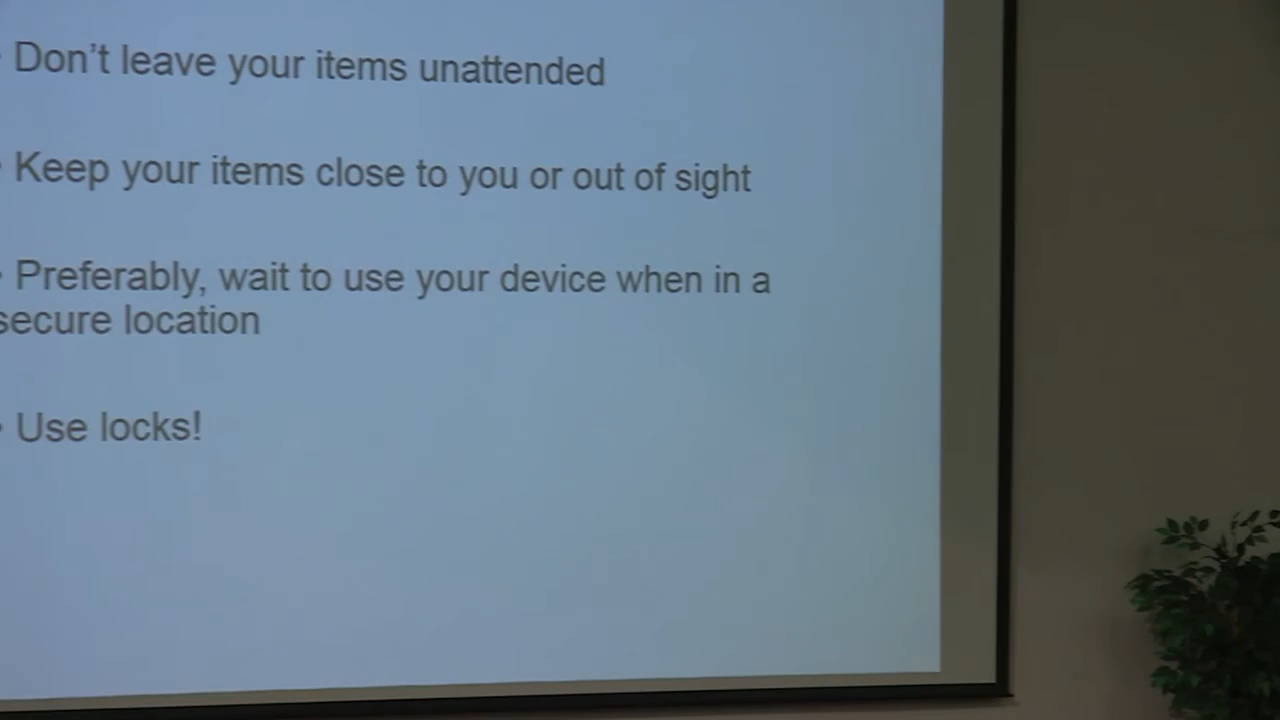 • Don't leave your items unattended
• Keep your items close to you or out of sight
• Preferably, wait to use your device when in a
secure location
• Use locks!